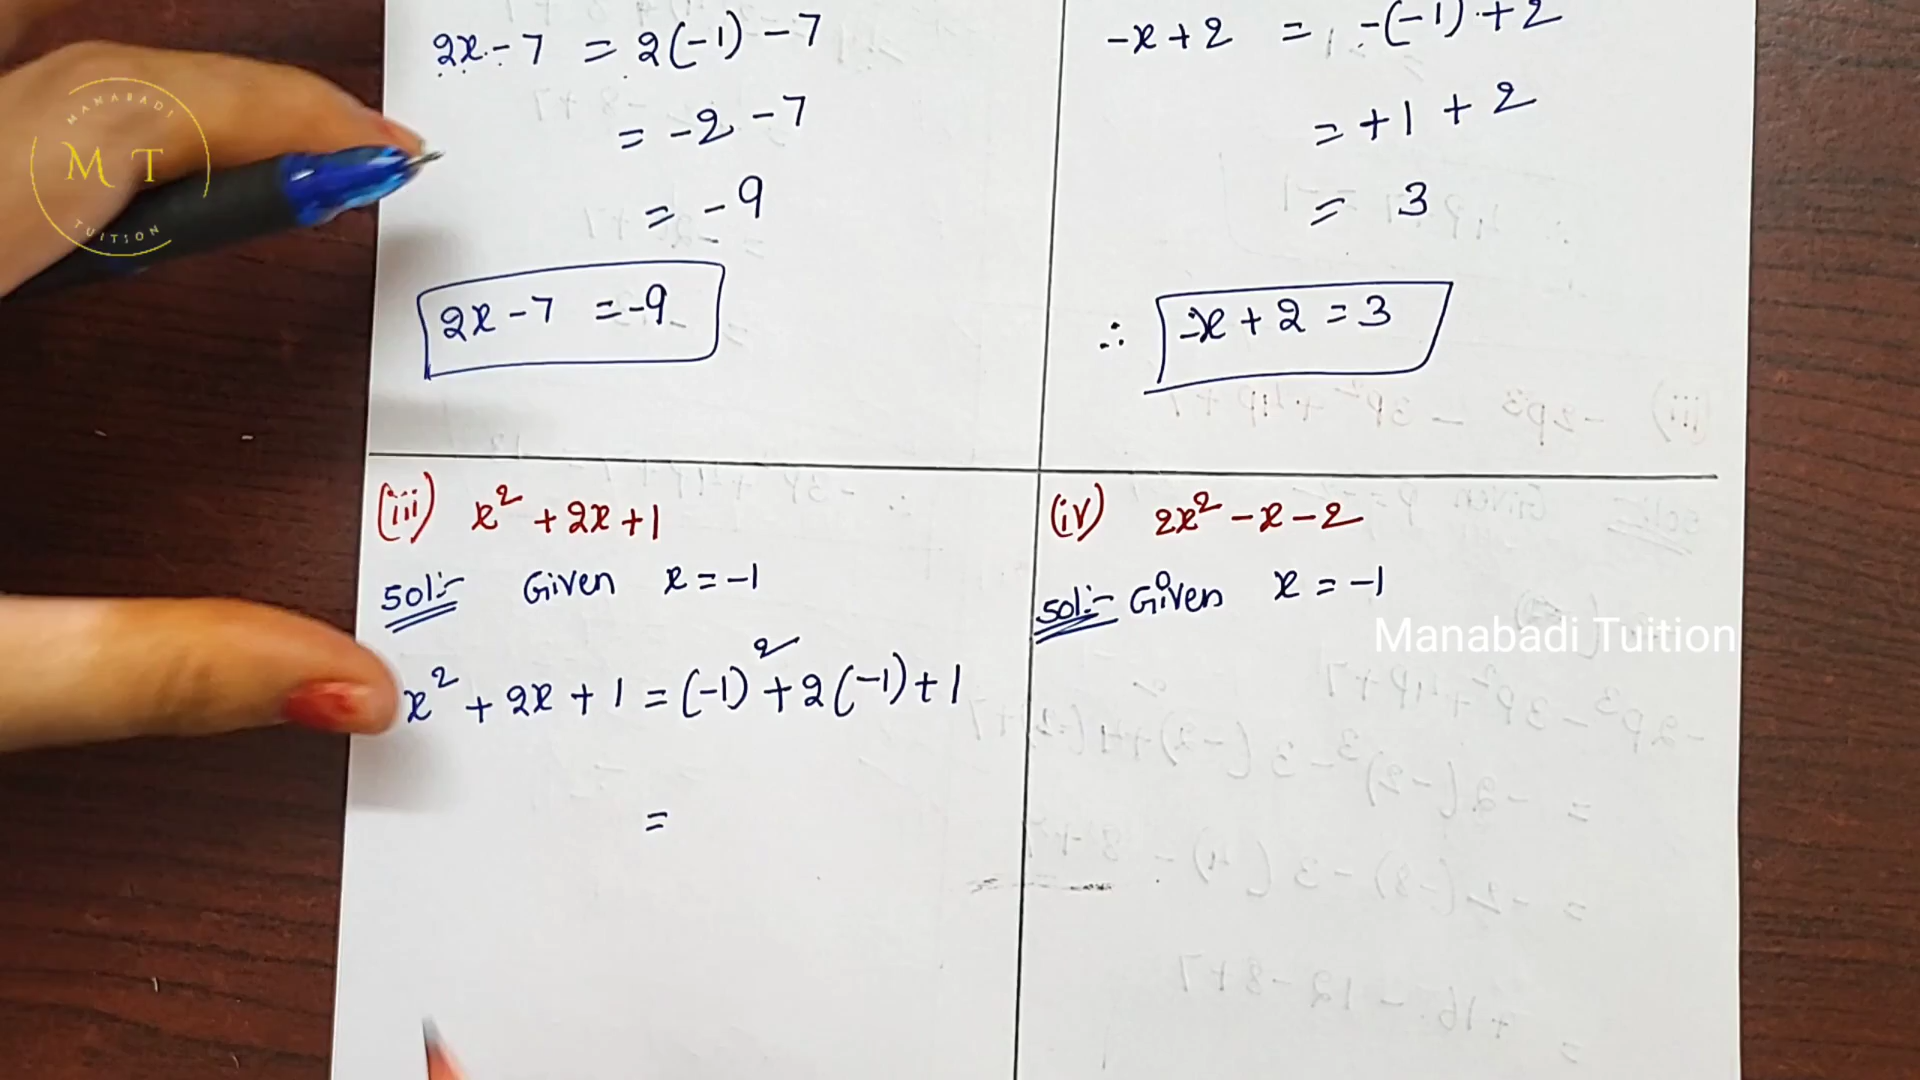 2x - 7 = 2(-1) - 7
= -2 - 7
= -9
2x - 7 = -9
-x + 2 = -(-1) + 2
= +1 + 2
= 3
∴ -x + 2 = 3
(iii) x² + 2x + 1
Sol:- Given x = -1
x² + 2x + 1 = (-1)² + 2(-1) + 1
=
(iv) 2x² - x - 2
Sol:- Given x = -1
MANABADI
M T
TUITION
Manabadi Tuition